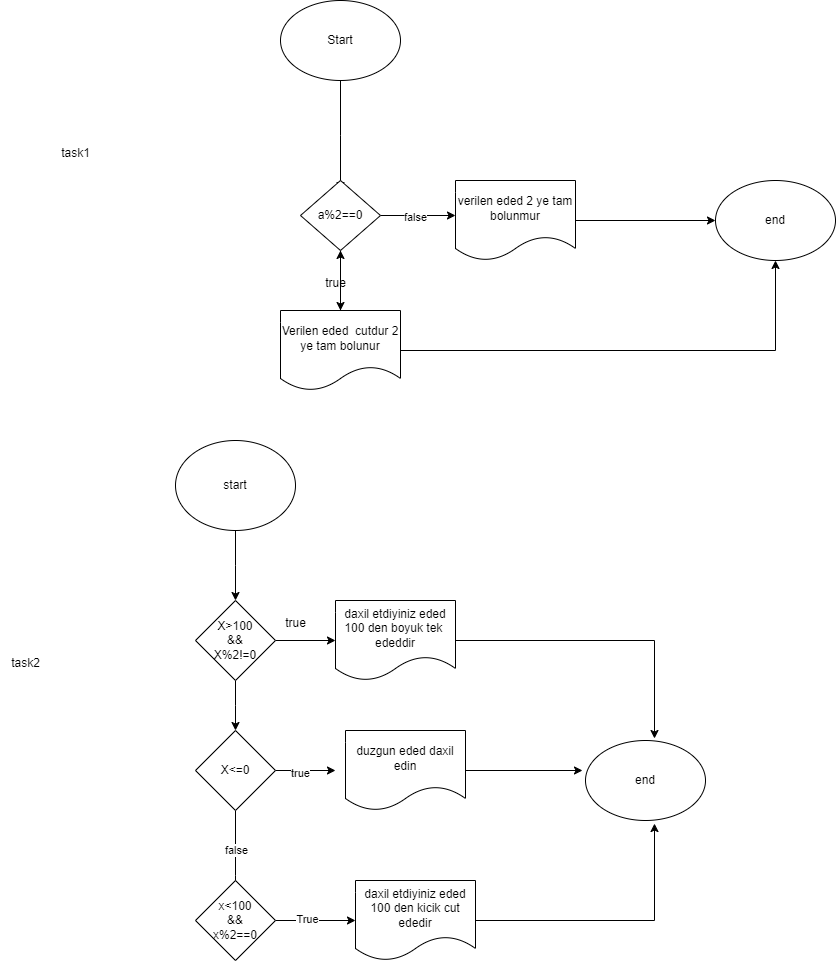 Start
task1
a%2==0
false
verilen eded 2 ye tam
bolunmur
end
true
Verilen eded cutdur 2
ye tam bolunur
start
task2
X>100
&&
X%2!=0
true
daxil etdiyiniz eded
100 den boyuk tek
ededdir
X<=0
true
duzgun eded daxil
edin
end
false
x<100
&&
x%2==0
True
daxil etdiyiniz eded
100 den kicik cut
ededir